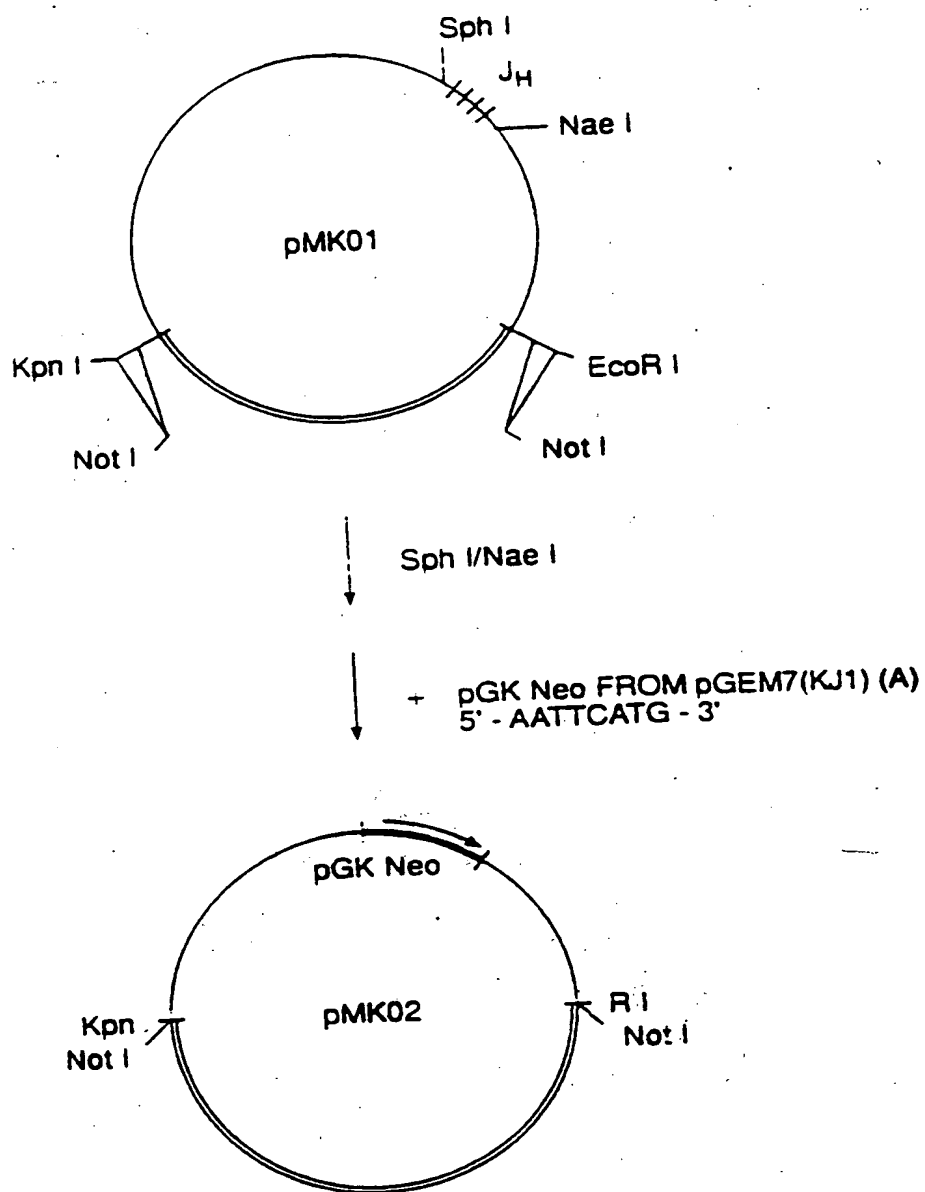 Sph I
JH
Nae I
pMK01
Kpn I
EcoR I
Not I
Not I
Sph I/Nae I
+ pGK Neo FROM pGEM7(KJ1) (A)
5' - AATTCATG - 3'
pGK Neo
pMK02
Kpn
Not I
R I
Not I